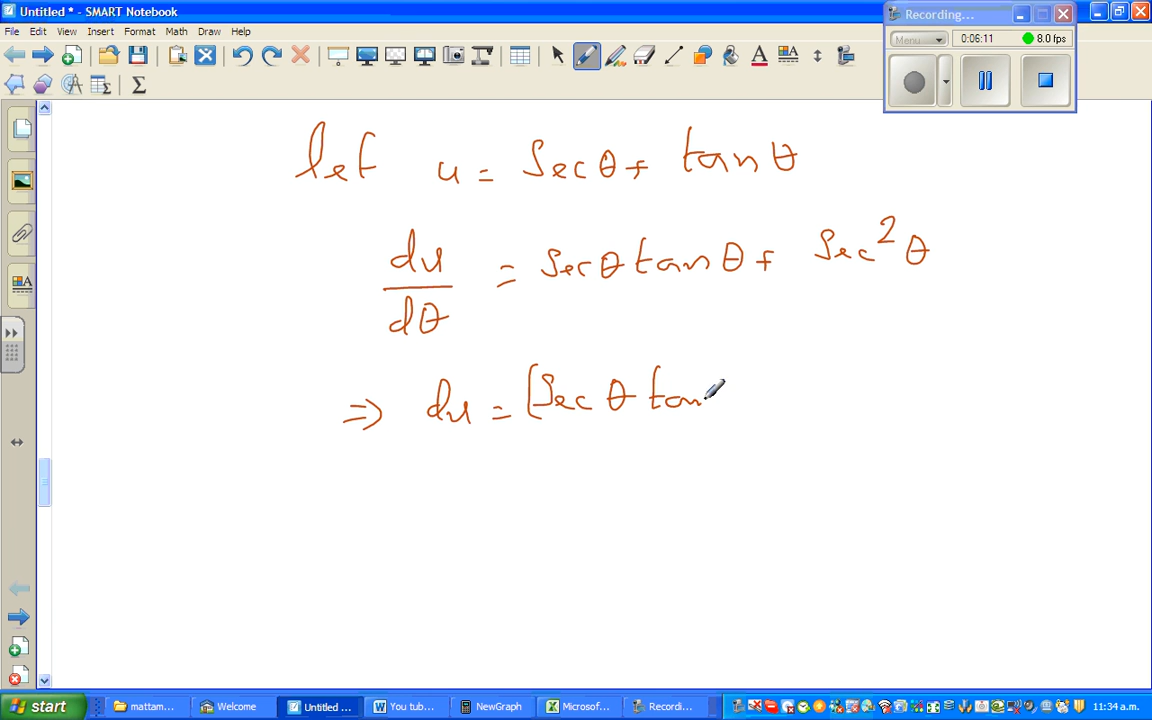 Untitled * - SMART Notebook
Recording...
File Edit View Insert Format Math Draw Help
Menu 0:06:11 8.0 fps
let u = Sec θ + tan θ
du/dθ = Sec θ tan θ + Sec² θ
⇒ du = [Sec θ tan
start mattam... Welcome Untitled ... You tub... NewGraph Microsof... Recordi... 11:34 a.m.